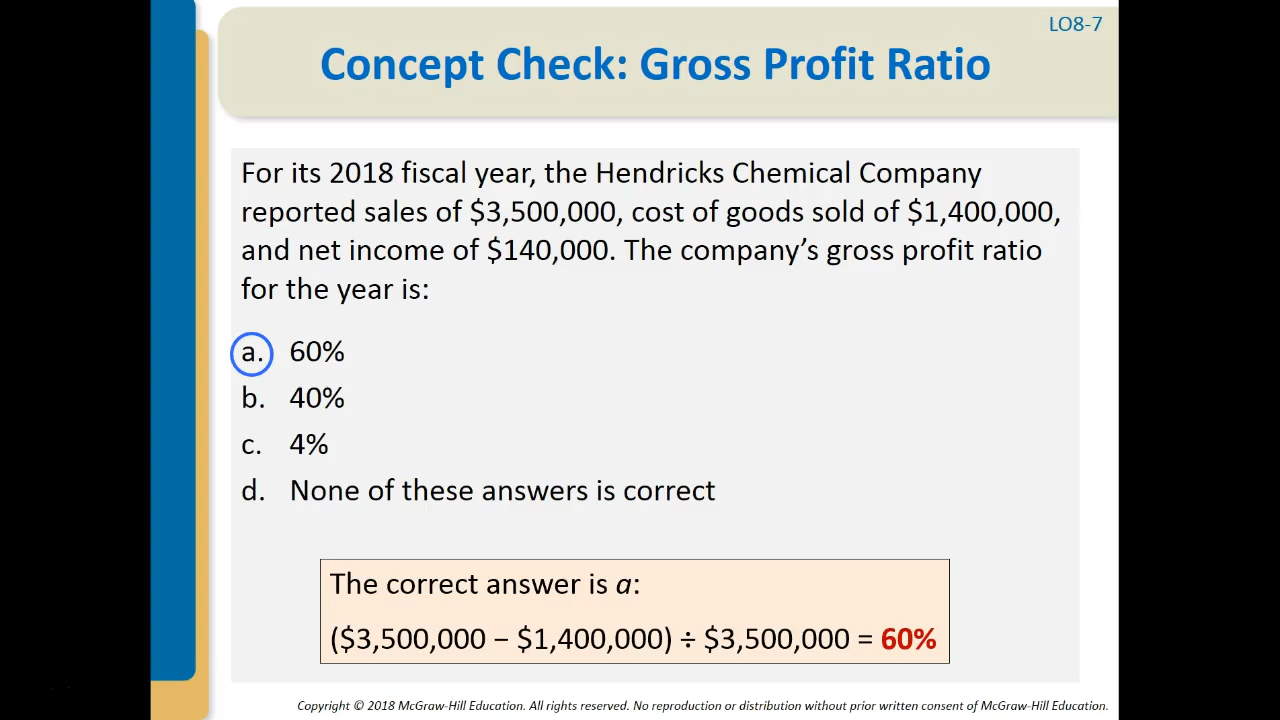 LO8-7
Concept Check: Gross Profit Ratio
For its 2018 fiscal year, the Hendricks Chemical Company
reported sales of $3,500,000, cost of goods sold of $1,400,000,
and net income of $140,000. The company’s gross profit ratio
for the year is:
a. 60%
b. 40%
c. 4%
d. None of these answers is correct
The correct answer is a:
($3,500,000 − $1,400,000) ÷ $3,500,000 = 60%
Copyright © 2018 McGraw-Hill Education. All rights reserved. No reproduction or distribution without prior written consent of McGraw-Hill Education.